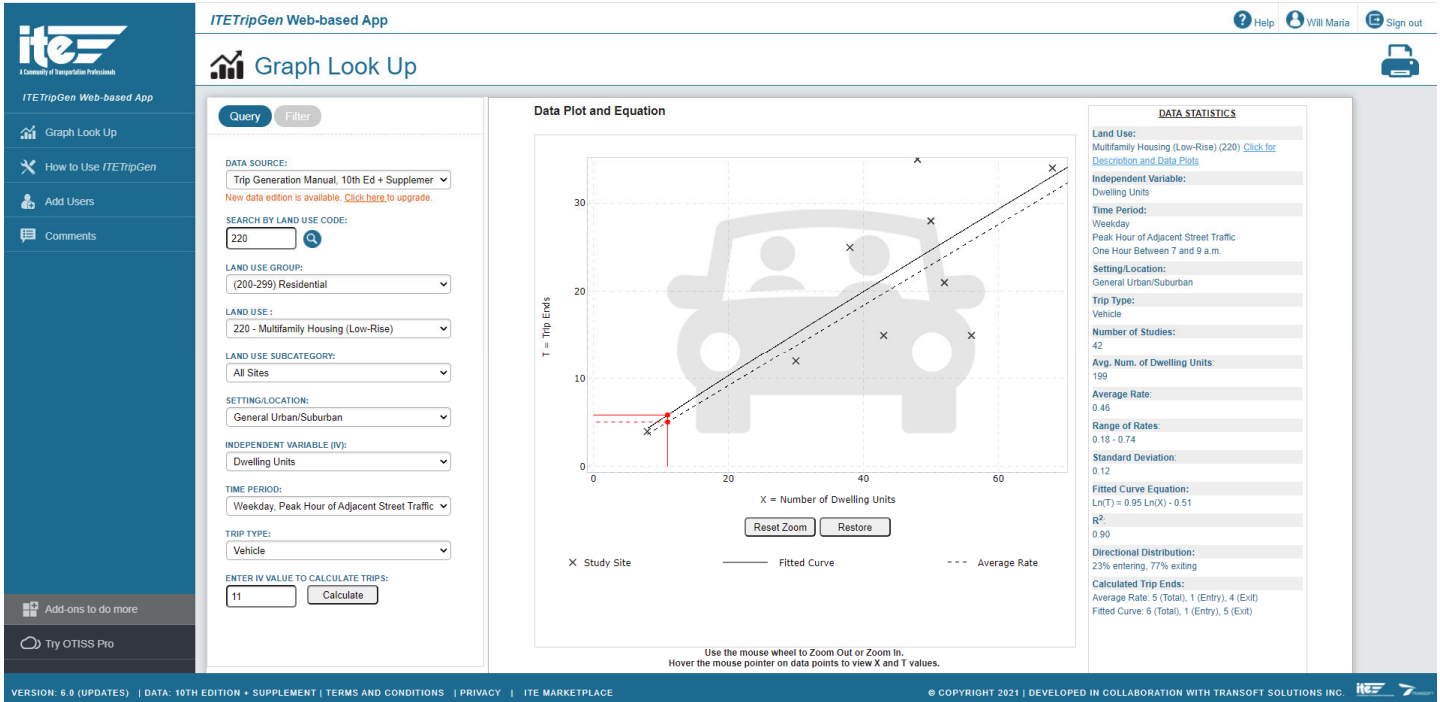 ite
A Community of Transportation Professionals
ITETripGen Web-based App
Graph Look Up
How to Use ITETripGen
Add Users
Comments
Add-ons to do more
Try OTISS Pro
ITETripGen Web-based App
Help
Will Maria
Sign out
Graph Look Up
Query
Filter
DATA SOURCE:
Trip Generation Manual, 10th Ed + Supplemer
New data edition is available. Click here to upgrade.
SEARCH BY LAND USE CODE:
220
LAND USE GROUP:
(200-299) Residential
LAND USE :
220 - Multifamily Housing (Low-Rise)
LAND USE SUBCATEGORY:
All Sites
SETTING/LOCATION:
General Urban/Suburban
INDEPENDENT VARIABLE (IV):
Dwelling Units
TIME PERIOD:
Weekday, Peak Hour of Adjacent Street Traffic
TRIP TYPE:
Vehicle
ENTER IV VALUE TO CALCULATE TRIPS:
11
Calculate
Data Plot and Equation
T = Trip Ends
30
20
10
0
0
20
40
60
X = Number of Dwelling Units
Reset Zoom
Restore
Study Site
Fitted Curve
Average Rate
Use the mouse wheel to Zoom Out or Zoom In.
Hover the mouse pointer on data points to view X and T values.
DATA STATISTICS
Land Use:
Multifamily Housing (Low-Rise) (220) Click for
Description and Data Plots
Independent Variable:
Dwelling Units
Time Period:
Weekday
Peak Hour of Adjacent Street Traffic
One Hour Between 7 and 9 a.m.
Setting/Location:
General Urban/Suburban
Trip Type:
Vehicle
Number of Studies:
42
Avg. Num. of Dwelling Units:
199
Average Rate:
0.46
Range of Rates:
0.18 - 0.74
Standard Deviation:
0.12
Fitted Curve Equation:
Ln(T) = 0.95 Ln(X) - 0.51
R²:
0.90
Directional Distribution:
23% entering, 77% exiting
Calculated Trip Ends:
Average Rate: 5 (Total), 1 (Entry), 4 (Exit)
Fitted Curve: 6 (Total), 1 (Entry), 5 (Exit)
VERSION: 6.0 (UPDATES) | DATA: 10TH EDITION + SUPPLEMENT | TERMS AND CONDITIONS | PRIVACY | ITE MARKETPLACE
© COPYRIGHT 2021 | DEVELOPED IN COLLABORATION WITH TRANSOFT SOLUTIONS INC.
ite